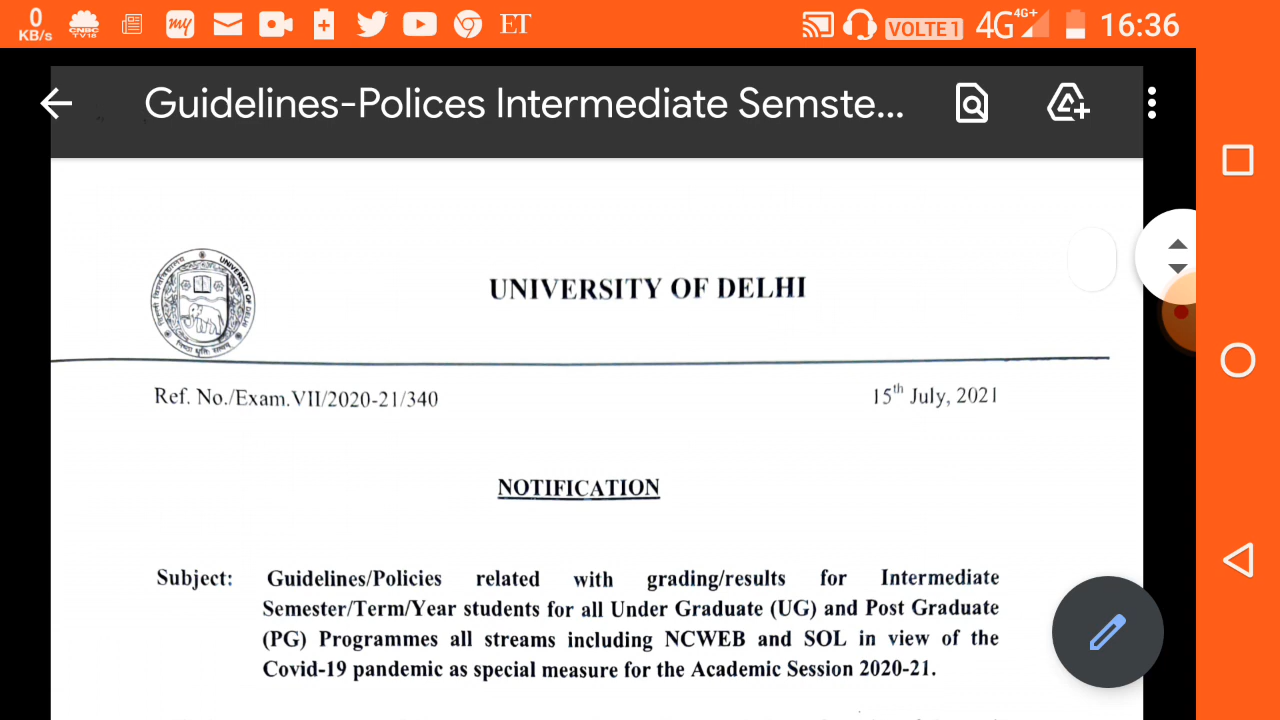 0 KB/s CNBC TV18 my ET VOLTE 1 4G 4G+ 16:36
Guidelines-Polices Intermediate Semste...
UNIVERSITY OF DELHI
Ref. No./Exam.VII/2020-21/340 15th July, 2021
NOTIFICATION
Subject: Guidelines/Policies related with grading/results for Intermediate
Semester/Term/Year students for all Under Graduate (UG) and Post Graduate
(PG) Programmes all streams including NCWEB and SOL in view of the
Covid-19 pandemic as special measure for the Academic Session 2020-21.